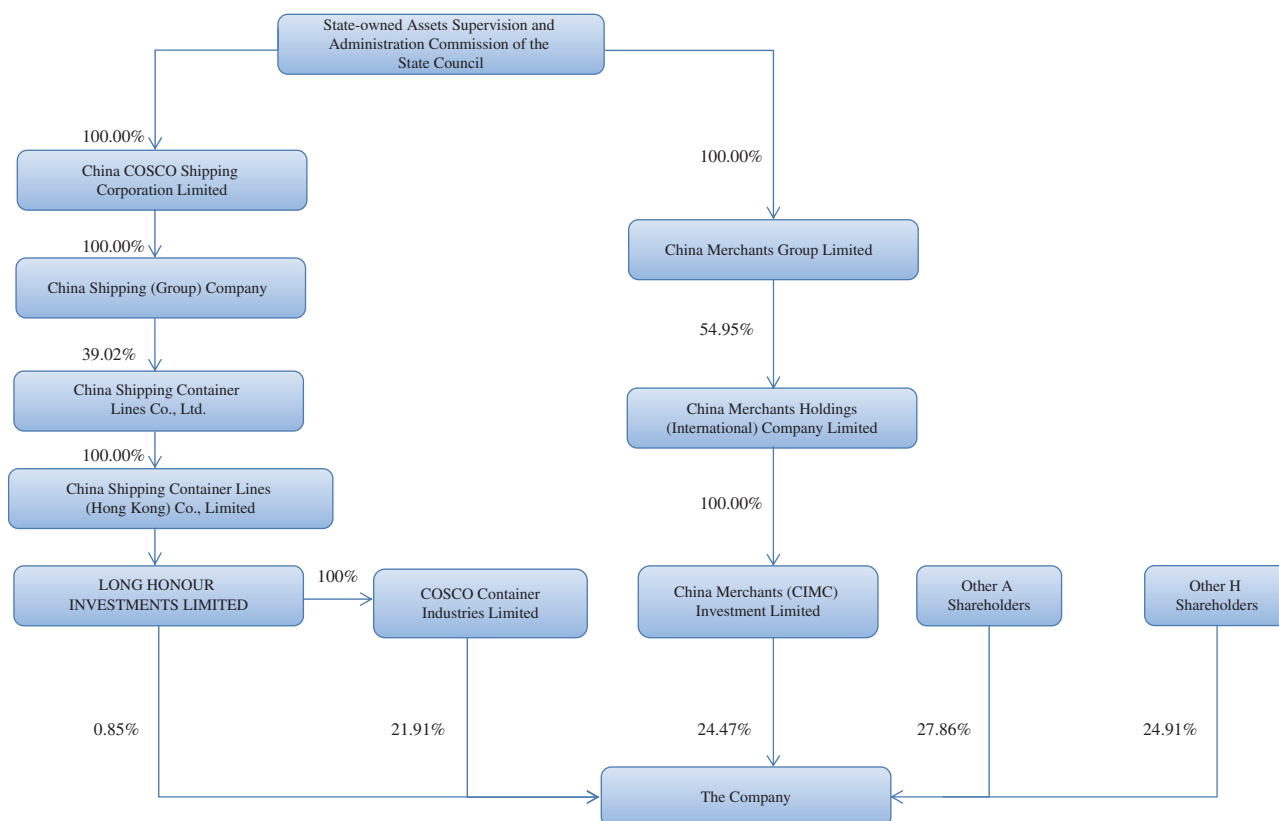 State-owned Assets Supervision and
Administration Commission of the
State Council
100.00%
China COSCO Shipping
Corporation Limited
100.00%
China Shipping (Group) Company
39.02%
China Shipping Container
Lines Co., Ltd.
100.00%
China Shipping Container Lines
(Hong Kong) Co., Limited
LONG HONOUR
INVESTMENTS LIMITED
100%
COSCO Container
Industries Limited
0.85%
21.91%
100.00%
China Merchants Group Limited
54.95%
China Merchants Holdings
(International) Company Limited
100.00%
China Merchants (CIMC)
Investment Limited
24.47%
Other A
Shareholders
27.86%
Other H
Shareholders
24.91%
The Company